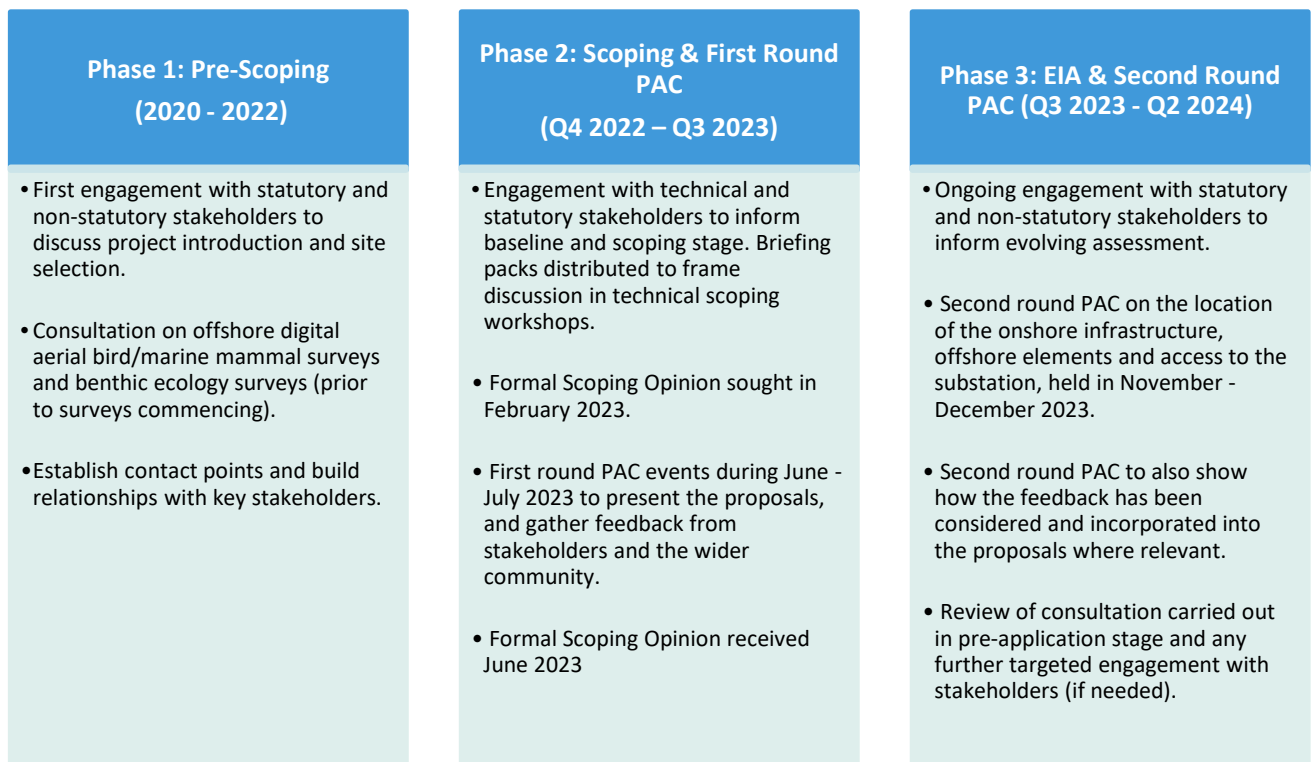 Phase 1: Pre-Scoping
(2020 - 2022)
•First engagement with statutory and
non-statutory stakeholders to
discuss project introduction and site
selection.
•Consultation on offshore digital
aerial bird/marine mammal surveys
and benthic ecology surveys (prior
to surveys commencing).
•Establish contact points and build
relationships with key stakeholders.
Phase 2: Scoping & First Round
PAC
(Q4 2022 – Q3 2023)
•Engagement with technical and
statutory stakeholders to inform
baseline and scoping stage. Briefing
packs distributed to frame
discussion in technical scoping
workshops.
• Formal Scoping Opinion sought in
February 2023.
• First round PAC events during June -
July 2023 to present the proposals,
and gather feedback from
stakeholders and the wider
community.
• Formal Scoping Opinion received
June 2023
Phase 3: EIA & Second Round
PAC (Q3 2023 - Q2 2024)
•Ongoing engagement with statutory
and non-statutory stakeholders to
inform evolving assessment.
• Second round PAC on the location
of the onshore infrastructure,
offshore elements and access to the
substation, held in November -
December 2023.
• Second round PAC to also show
how the feedback has been
considered and incorporated into
the proposals where relevant.
• Review of consultation carried out
in pre-application stage and any
further targeted engagement with
stakeholders (if needed).